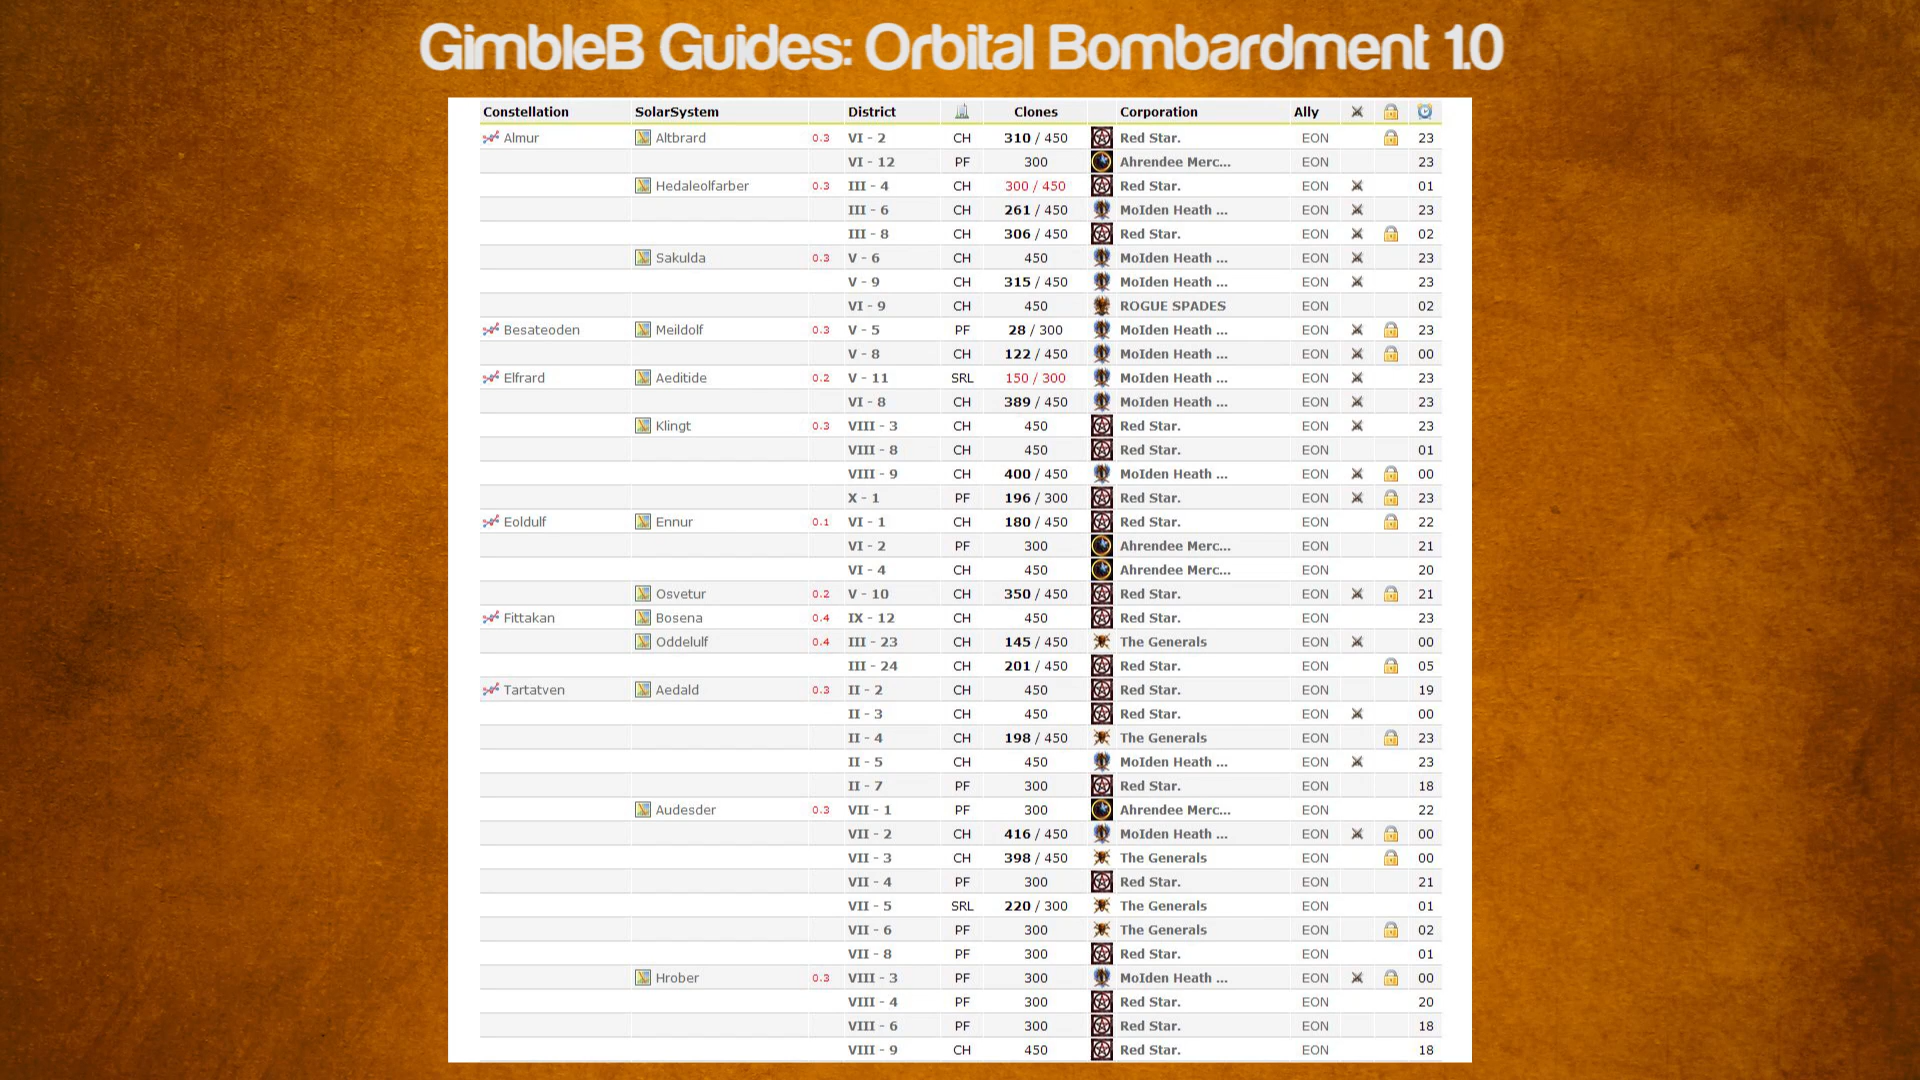 GimbleB Guides: Orbital Bombardment 1.0
Constellation SolarSystem District Clones Corporation Ally
Almur Altbrard 0.3 VI - 2 CH 310 / 450 Red Star. EON 23
VI - 12 PF 300 Ahrendee Merc... EON 23
Hedaleolfarber 0.3 III - 4 CH 300 / 450 Red Star. EON 01
III - 6 CH 261 / 450 MoIden Heath ... EON 23
III - 8 CH 306 / 450 Red Star. EON 02
Sakulda 0.3 V - 6 CH 450 MoIden Heath ... EON 23
V - 9 CH 315 / 450 MoIden Heath ... EON 23
VI - 9 CH 450 ROGUE SPADES EON 02
Besateoden Meildolf 0.3 V - 5 PF 28 / 300 MoIden Heath ... EON 23
V - 8 CH 122 / 450 MoIden Heath ... EON 00
Elfrard Aeditide 0.2 V - 11 SRL 150 / 300 MoIden Heath ... EON 23
VI - 8 CH 389 / 450 MoIden Heath ... EON 23
Klingt 0.3 VIII - 3 CH 450 Red Star. EON 23
VIII - 8 CH 450 Red Star. EON 01
VIII - 9 CH 400 / 450 MoIden Heath ... EON 00
X - 1 PF 196 / 300 Red Star. EON 23
Eoldulf Ennur 0.1 VI - 1 CH 180 / 450 Red Star. EON 22
VI - 2 PF 300 Ahrendee Merc... EON 21
VI - 4 CH 450 Ahrendee Merc... EON 20
Osvetur 0.2 V - 10 CH 350 / 450 Red Star. EON 21
Fittakan Bosena 0.4 IX - 12 CH 450 Red Star. EON 23
Oddelulf 0.4 III - 23 CH 145 / 450 The Generals EON 00
III - 24 CH 201 / 450 Red Star. EON 05
Tartatven Aedald 0.3 II - 2 CH 450 Red Star. EON 19
II - 3 CH 450 Red Star. EON 00
II - 4 CH 198 / 450 The Generals EON 23
II - 5 CH 450 MoIden Heath ... EON 23
II - 7 PF 300 Red Star. EON 18
Audesder 0.3 VII - 1 PF 300 Ahrendee Merc... EON 22
VII - 2 CH 416 / 450 MoIden Heath ... EON 00
VII - 3 CH 398 / 450 The Generals EON 00
VII - 4 PF 300 Red Star. EON 21
VII - 5 SRL 220 / 300 The Generals EON 01
VII - 6 PF 300 The Generals EON 02
VII - 8 PF 300 Red Star. EON 01
Hrober 0.3 VIII - 3 PF 300 MoIden Heath ... EON 00
VIII - 4 PF 300 Red Star. EON 20
VIII - 6 PF 300 Red Star. EON 18
VIII - 9 CH 450 Red Star. EON 18